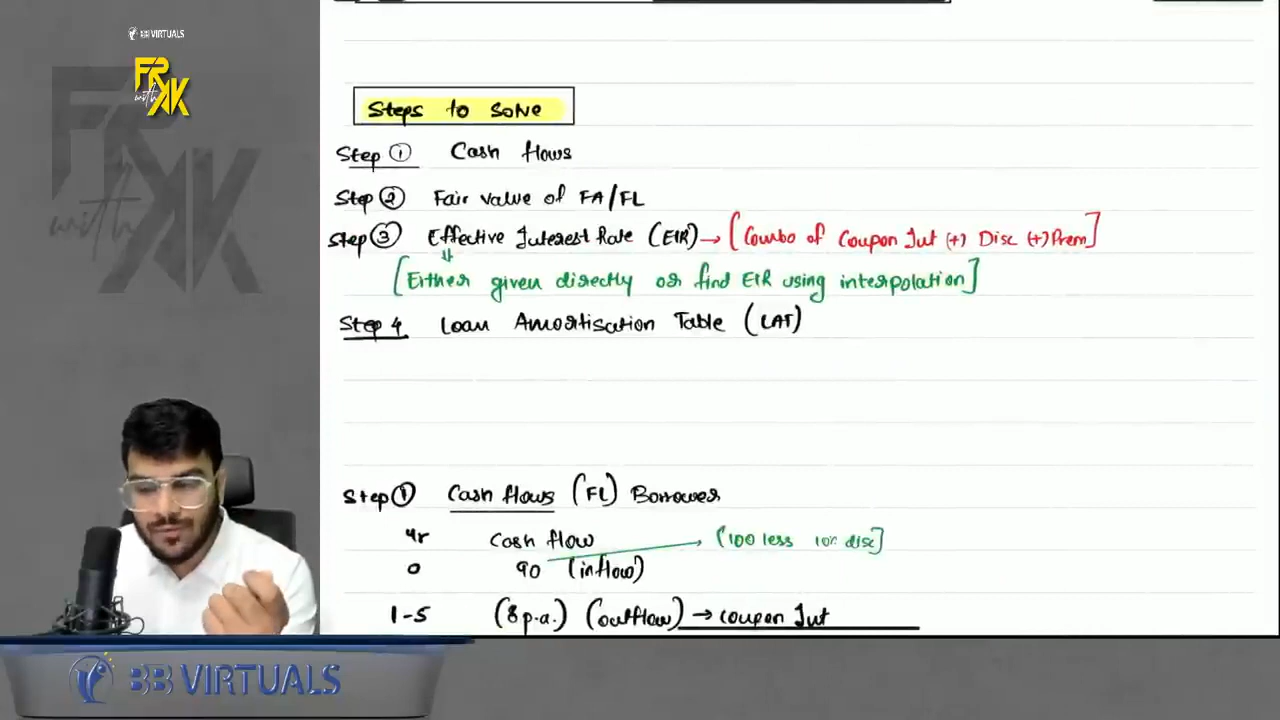 BB VIRTUALS
FR
with
KK
Steps to Solve
Step ① Cash flows
Step ② Fair value of FA/FL
Step ③ Effective Interest Rate (EIR) → [Combo of Coupon Int (+) Disc (+) Prem]
[Either given directly or find EIR using interpolation]
Step 4 Loan Amortisation Table (LAT)
Step ① Cash flows (FL) Borrower
Yr Cash flow → [100 less 10% disc]
0 90 (inflow)
1-5 (8 p.a.) (outflow) → Coupon Int
BB VIRTUALS